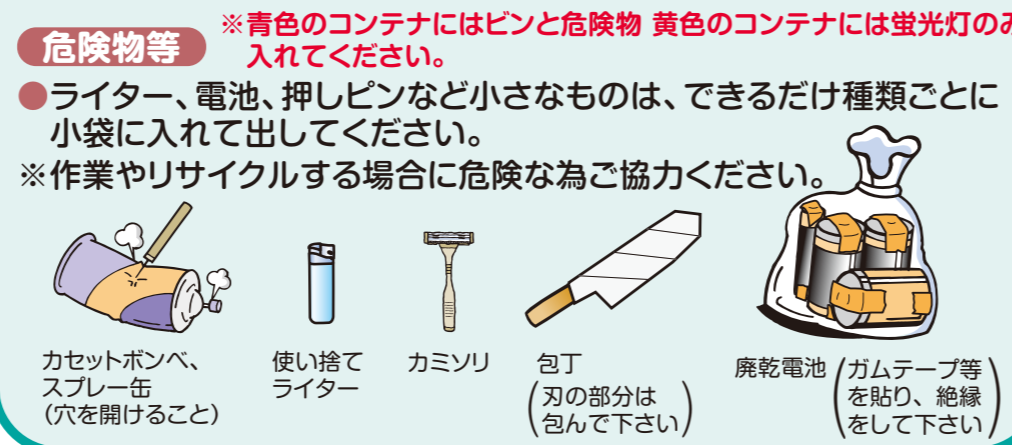 危険物等
※青色のコンテナにはビンと危険物 黄色のコンテナには蛍光灯のみ
入れてください。
●ライター、電池、押しピンなど小さなものは、できるだけ種類ごとに
小袋に入れて出してください。
※作業やリサイクルする場合に危険な為ご協力ください。
カセットボンベ、
スプレー缶
(穴を開けること)
使い捨て
ライター
カミソリ
包丁
(刃の部分は
包んで下さい)
廃乾電池
(ガムテープ等
を貼り、絶縁
をして下さい)